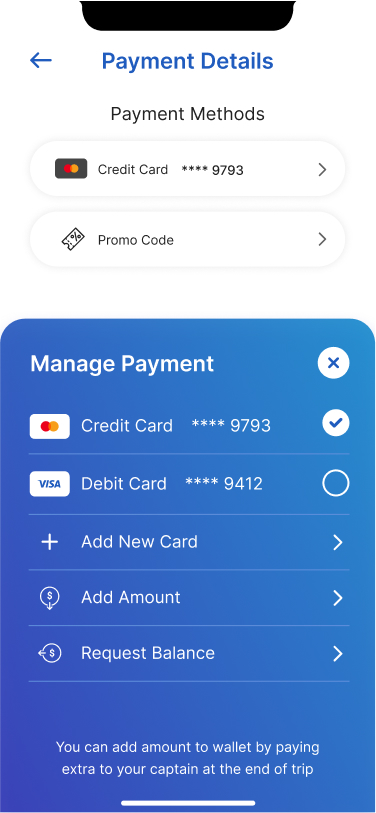 Payment Details
Payment Methods
Credit Card **** 9793
Promo Code
Manage Payment
Credit Card **** 9793
VISA Debit Card **** 9412
Add New Card
$ Add Amount
$ Request Balance
You can add amount to wallet by paying
extra to your captain at the end of trip